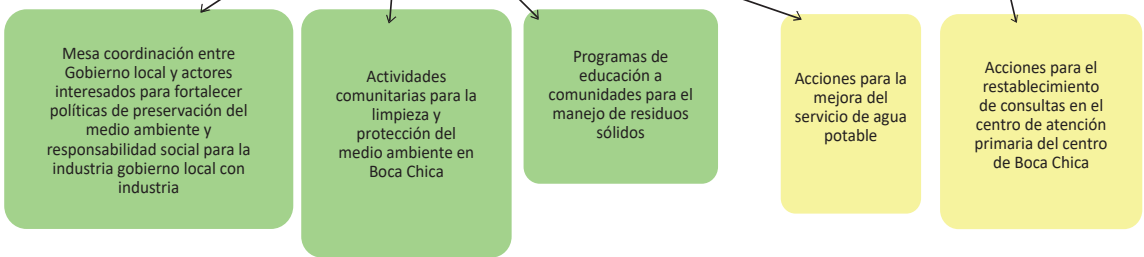 Mesa coordinación entre
Gobierno local y actores
interesados para fortalecer
políticas de preservación del
medio ambiente y
responsabilidad social para la
industria gobierno local con
industria
Actividades
comunitarias para la
limpieza y
protección del
medio ambiente en
Boca Chica
Programas de
educación a
comunidades para el
manejo de residuos
sólidos
Acciones para la
mejora del
servicio de agua
potable
Acciones para el
restablecimiento
de consultas en el
centro de atención
primaria del centro
de Boca Chica